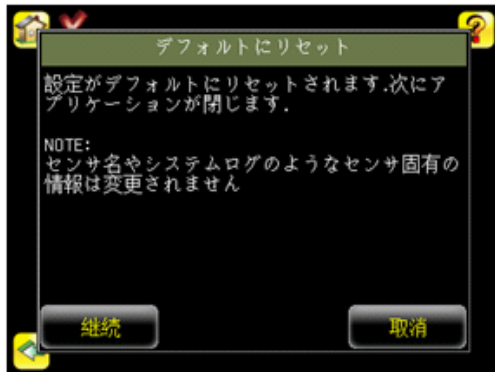 デフォルトにリセット
設定がデフォルトにリセットされます.次にア
プリケーションが閉じます.
NOTE:
センサ名やシステムログのようなセンサ固有の
情報は変更されません
継続
取消